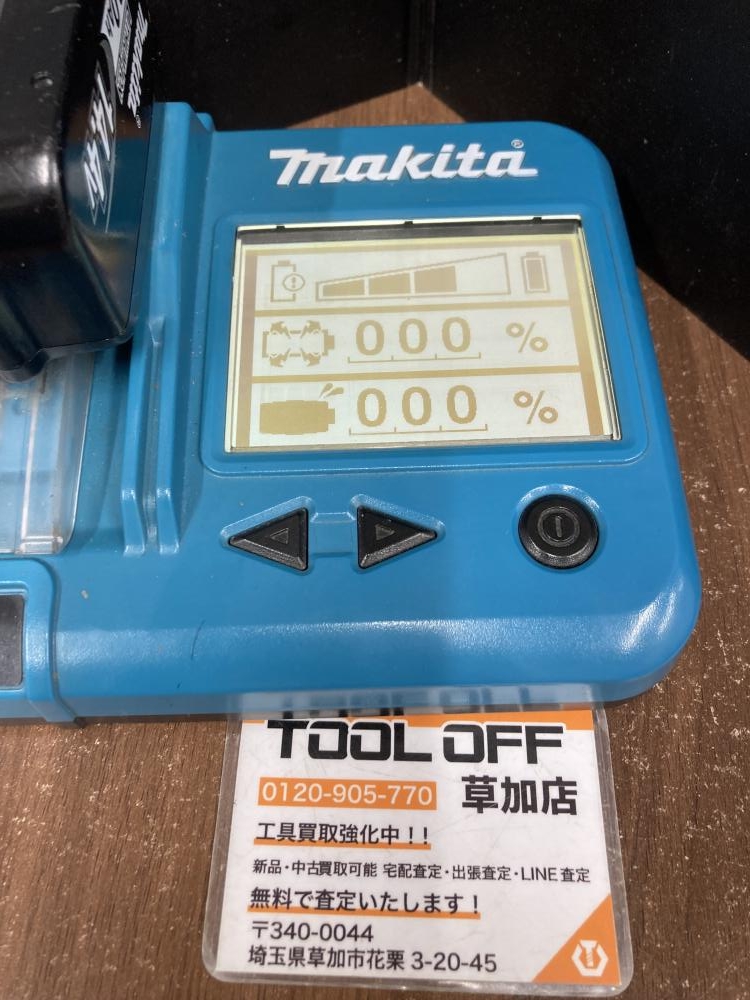 14.4V
makita®
000 %
000 %
TOOL OFF
0120-905-770 草加店
工具買取強化中!!
新品・中古買取可能 宅配査定・出張査定・LINE査定
無料で査定いたします!
〒340-0044
埼玉県草加市花栗 3-20-45